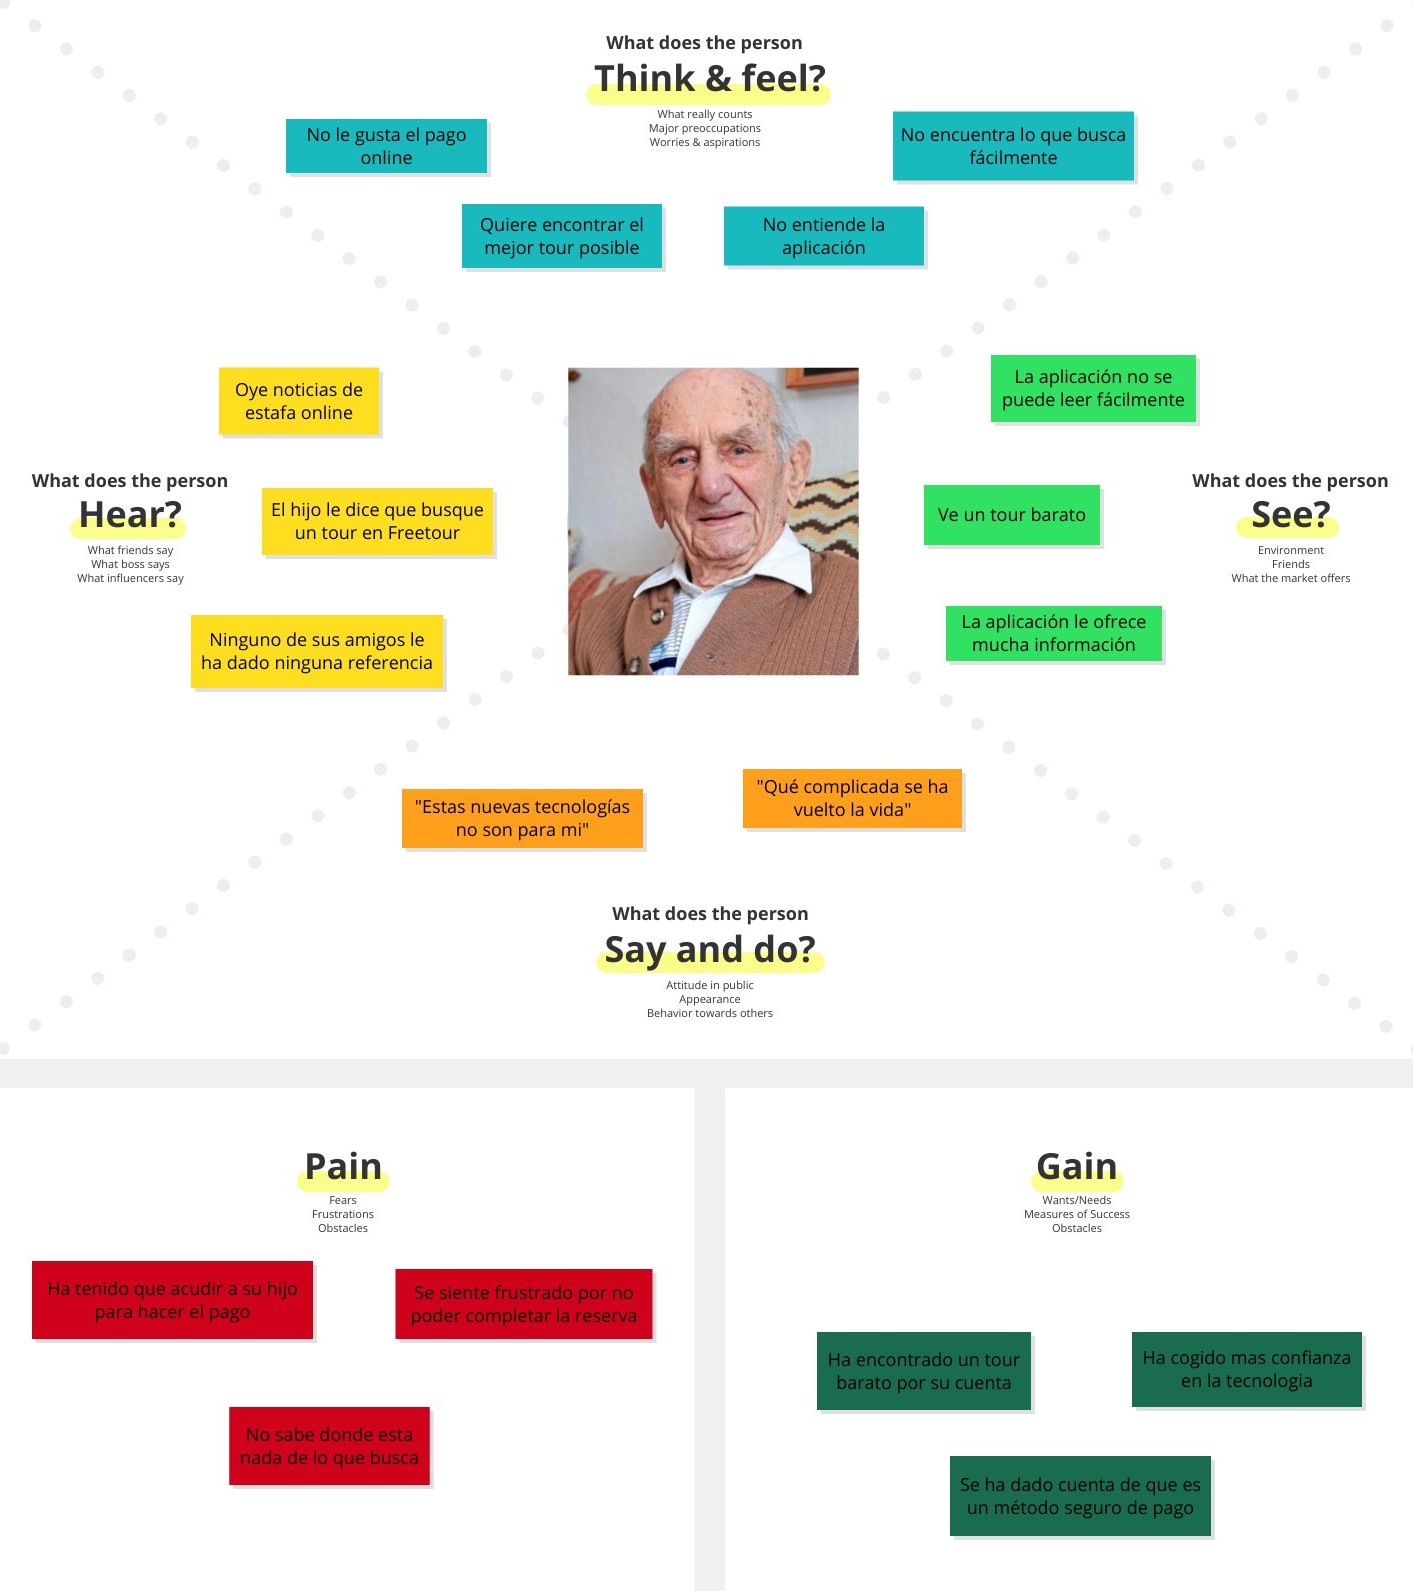 What does the person
Think & feel?
What really counts
Major preoccupations
Worries & aspirations
No le gusta el pago
online
No encuentra lo que busca
fácilmente
Quiere encontrar el
mejor tour posible
No entiende la
aplicación
Oye noticias de
estafa online
What does the person
Hear?
What friends say
What boss says
What influencers say
El hijo le dice que busque
un tour en Freetour
Ninguno de sus amigos le
ha dado ninguna referencia
La aplicación no se
puede leer fácilmente
Ve un tour barato
What does the person
See?
Environment
Friends
What the market offers
La aplicación le ofrece
mucha información
"Estas nuevas tecnologías
no son para mi"
"Qué complicada se ha
vuelto la vida"
What does the person
Say and do?
Attitude in public
Appearance
Behavior towards others
Pain
Fears
Frustrations
Obstacles
Ha tenido que acudir a su hijo
para hacer el pago
Se siente frustrado por no
poder completar la reserva
No sabe donde esta
nada de lo que busca
Gain
Wants/Needs
Measures of Success
Obstacles
Ha encontrado un tour
barato por su cuenta
Ha cogido mas confianza
en la tecnologia
Se ha dado cuenta de que es
un método seguro de pago